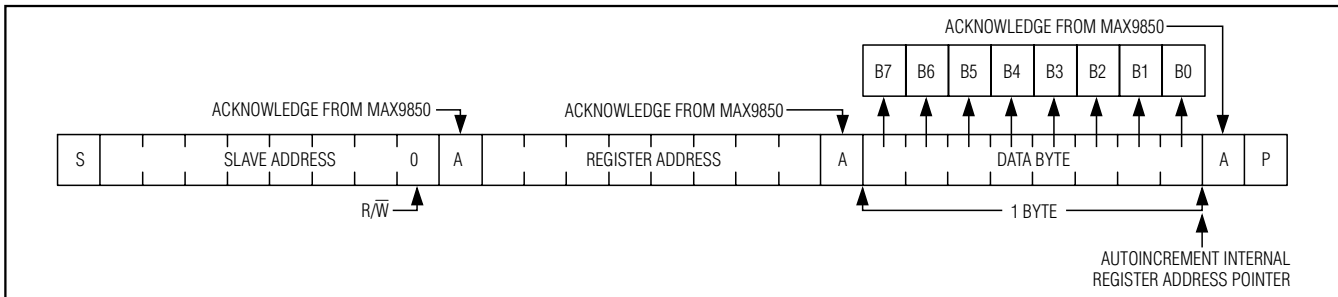 ACKNOWLEDGE FROM MAX9850
B7 B6 B5 B4 B3 B2 B1 B0
ACKNOWLEDGE FROM MAX9850
ACKNOWLEDGE FROM MAX9850
S SLAVE ADDRESS 0 A REGISTER ADDRESS A DATA BYTE A P
R/W̅
1 BYTE
AUTOINCREMENT INTERNAL
REGISTER ADDRESS POINTER